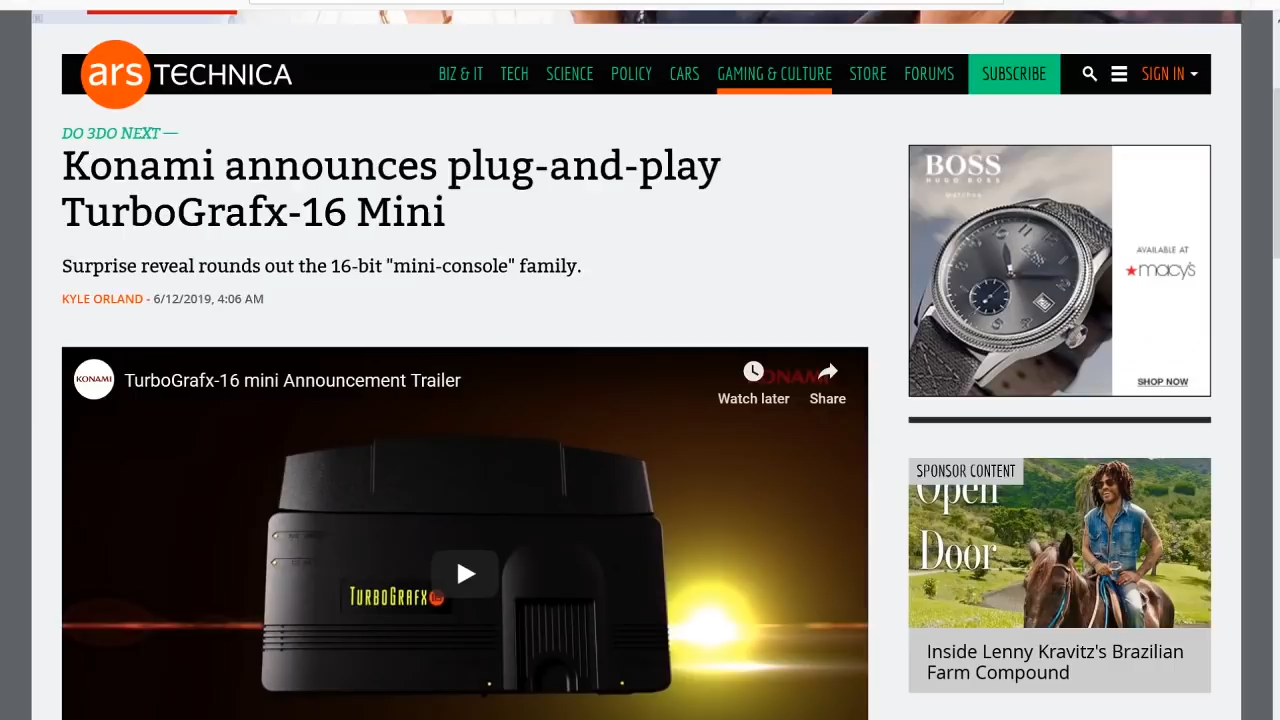 ars TECHNICA
BIZ & IT TECH SCIENCE POLICY CARS GAMING & CULTURE STORE FORUMS SUBSCRIBE SIGN IN
DO 3DO NEXT —
Konami announces plug-and-play
TurboGrafx-16 Mini
Surprise reveal rounds out the 16-bit "mini-console" family.
KYLE ORLAND - 6/12/2019, 4:06 AM
KONAMI
TurboGrafx-16 mini Announcement Trailer
KONAMI
Watch later Share
TURBOGRAFX 16
BOSS
HUGO BOSS
watches
AVAILABLE AT
macy's
SHOP NOW
SPONSOR CONTENT
Open
Door
Inside Lenny Kravitz's Brazilian
Farm Compound